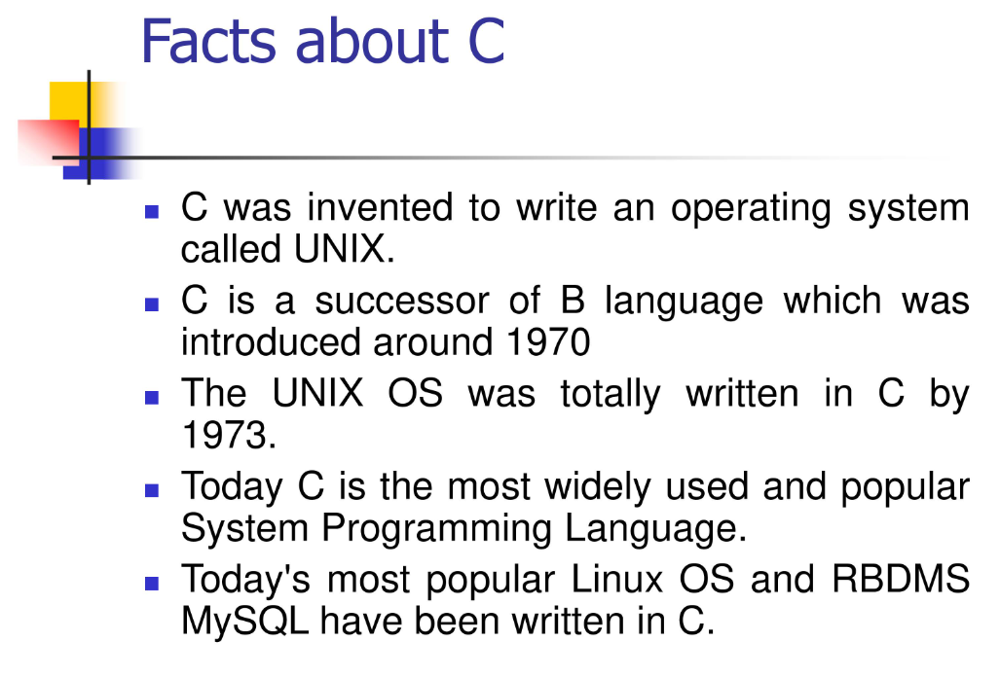 Facts about C
C was invented to write an operating system
called UNIX.
C is a successor of B language which was
introduced around 1970
The UNIX OS was totally written in C by
1973.
Today C is the most widely used and popular
System Programming Language.
Today's most popular Linux OS and RBDMS
MySQL have been written in C.